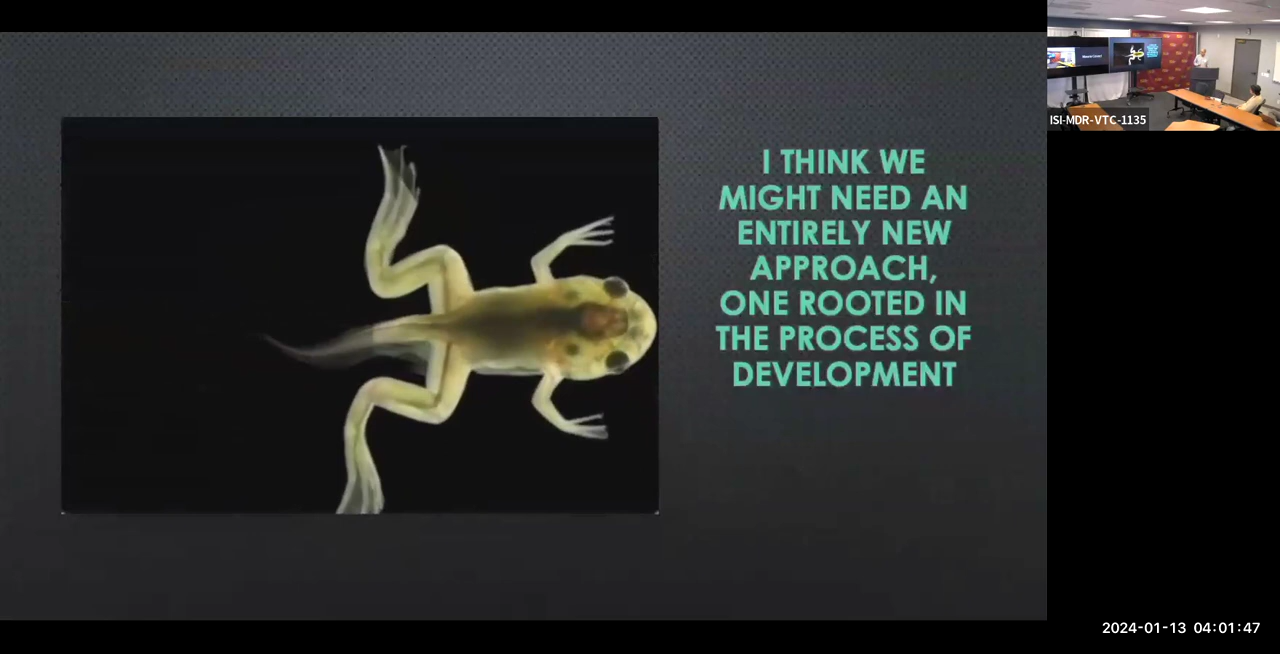 I THINK WE
MIGHT NEED AN
ENTIRELY NEW
APPROACH,
ONE ROOTED IN
THE PROCESS OF
DEVELOPMENT
ISI-MDR-VTC-1135
2024-01-13 04:01:47